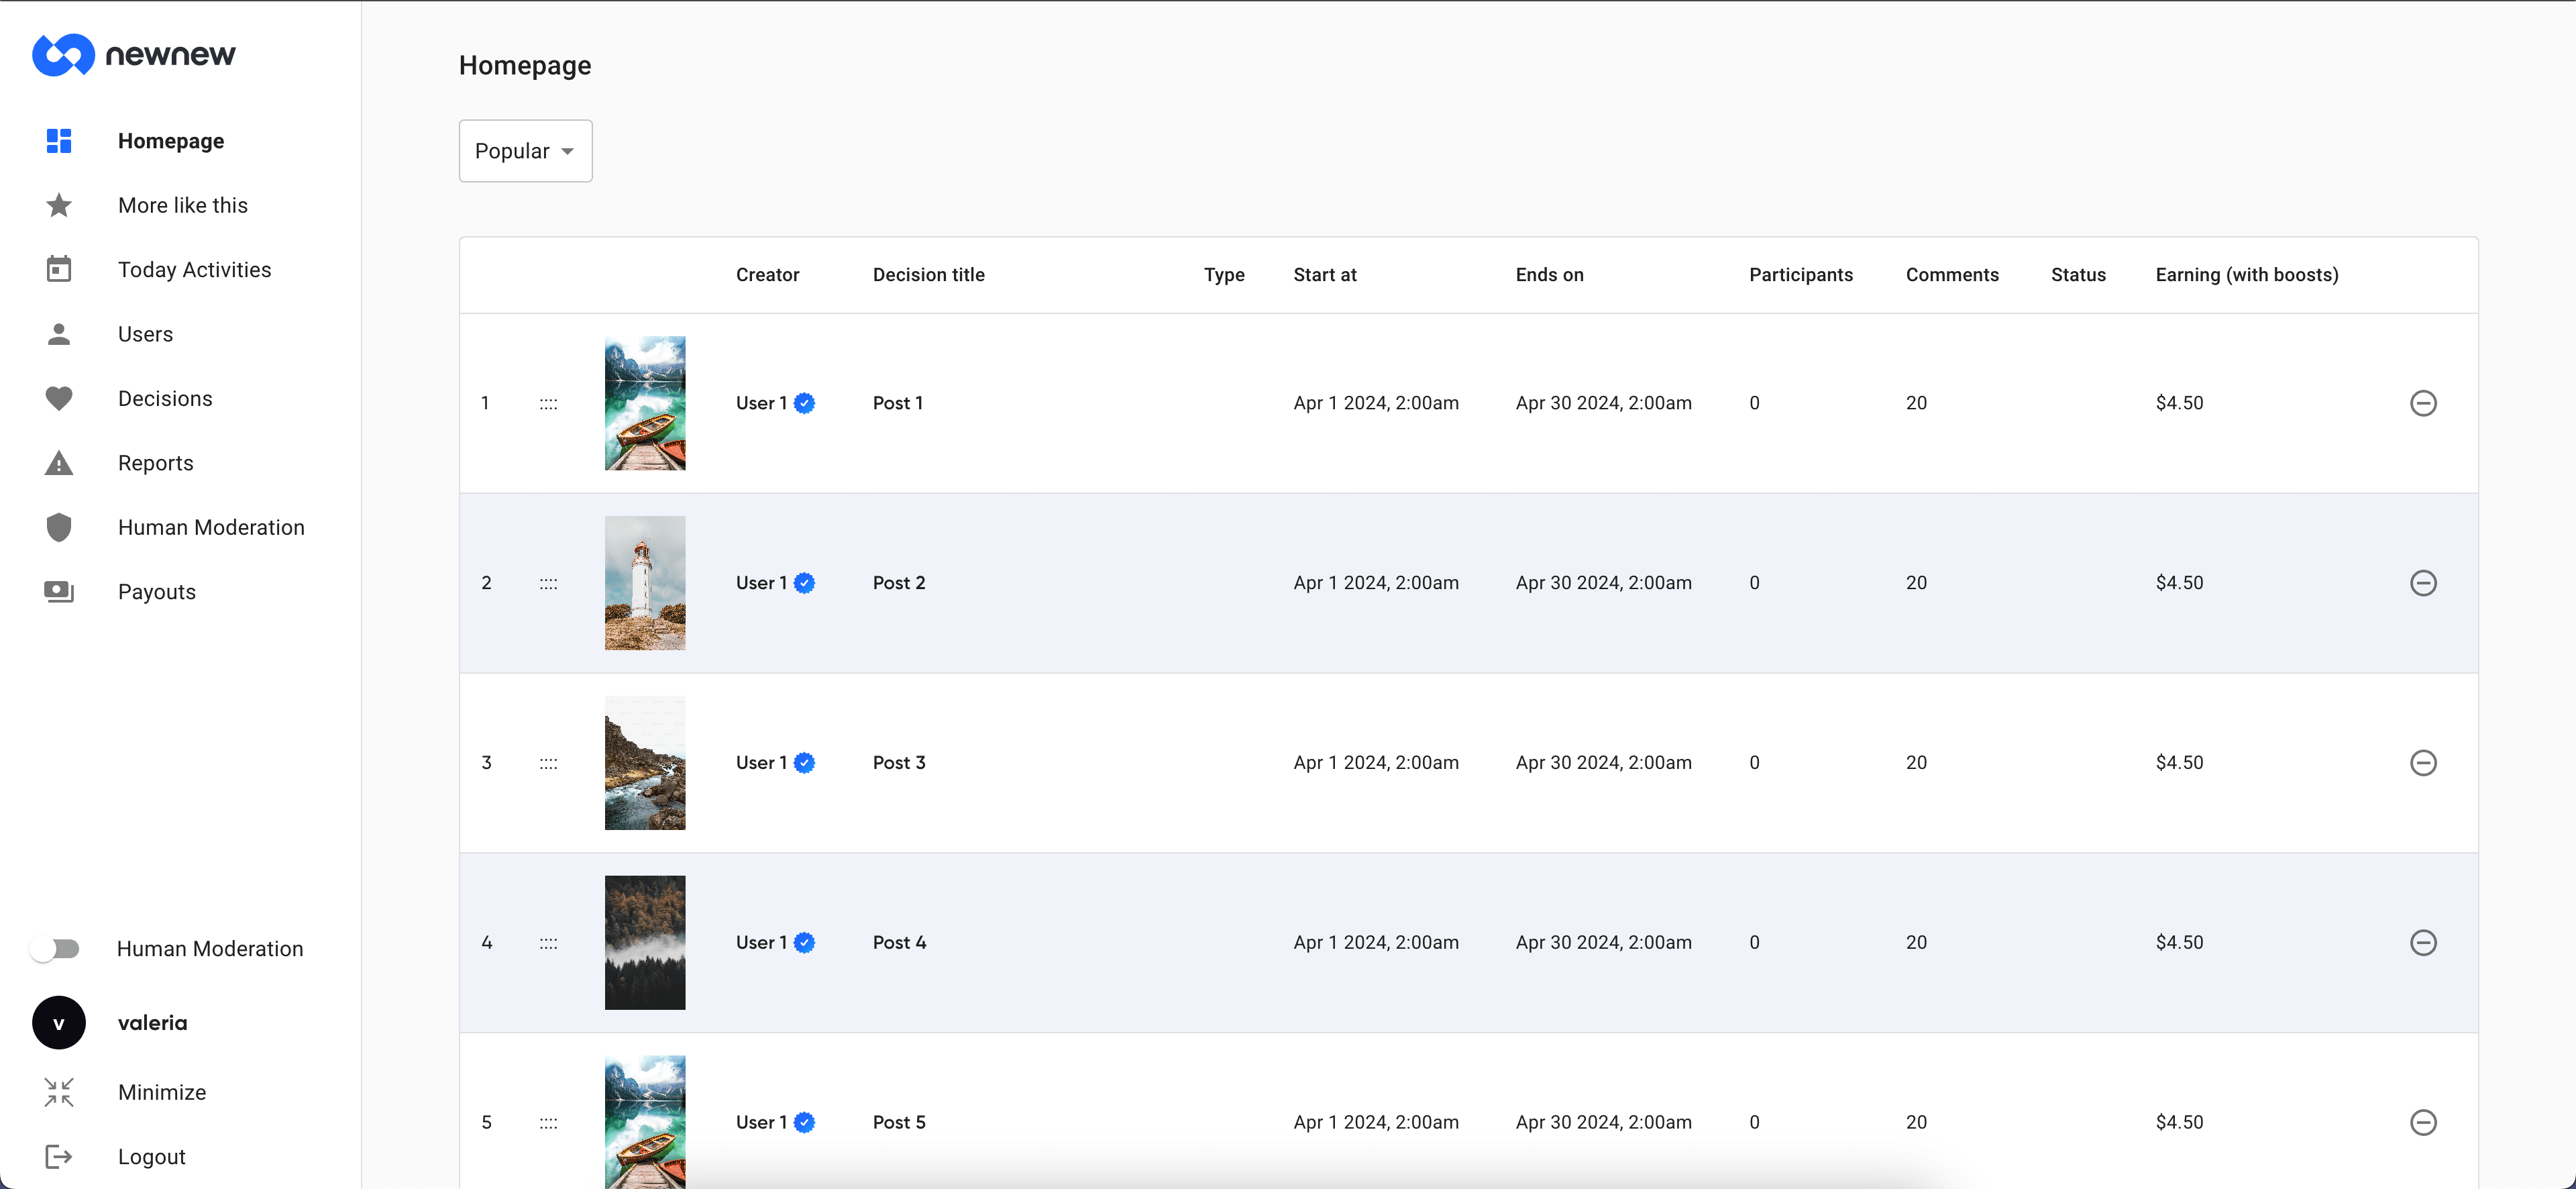 newnew
Homepage
More like this
Today Activities
Users
Decisions
Reports
Human Moderation
Payouts
Human Moderation
v
valeria
Minimize
Logout
Homepage
Popular
Creator Decision title Type Start at Ends on Participants Comments Status Earning (with boosts)
1 User 1 Post 1 Apr 1 2024, 2:00am Apr 30 2024, 2:00am 0 20 $4.50
2 User 1 Post 2 Apr 1 2024, 2:00am Apr 30 2024, 2:00am 0 20 $4.50
3 User 1 Post 3 Apr 1 2024, 2:00am Apr 30 2024, 2:00am 0 20 $4.50
4 User 1 Post 4 Apr 1 2024, 2:00am Apr 30 2024, 2:00am 0 20 $4.50
5 User 1 Post 5 Apr 1 2024, 2:00am Apr 30 2024, 2:00am 0 20 $4.50